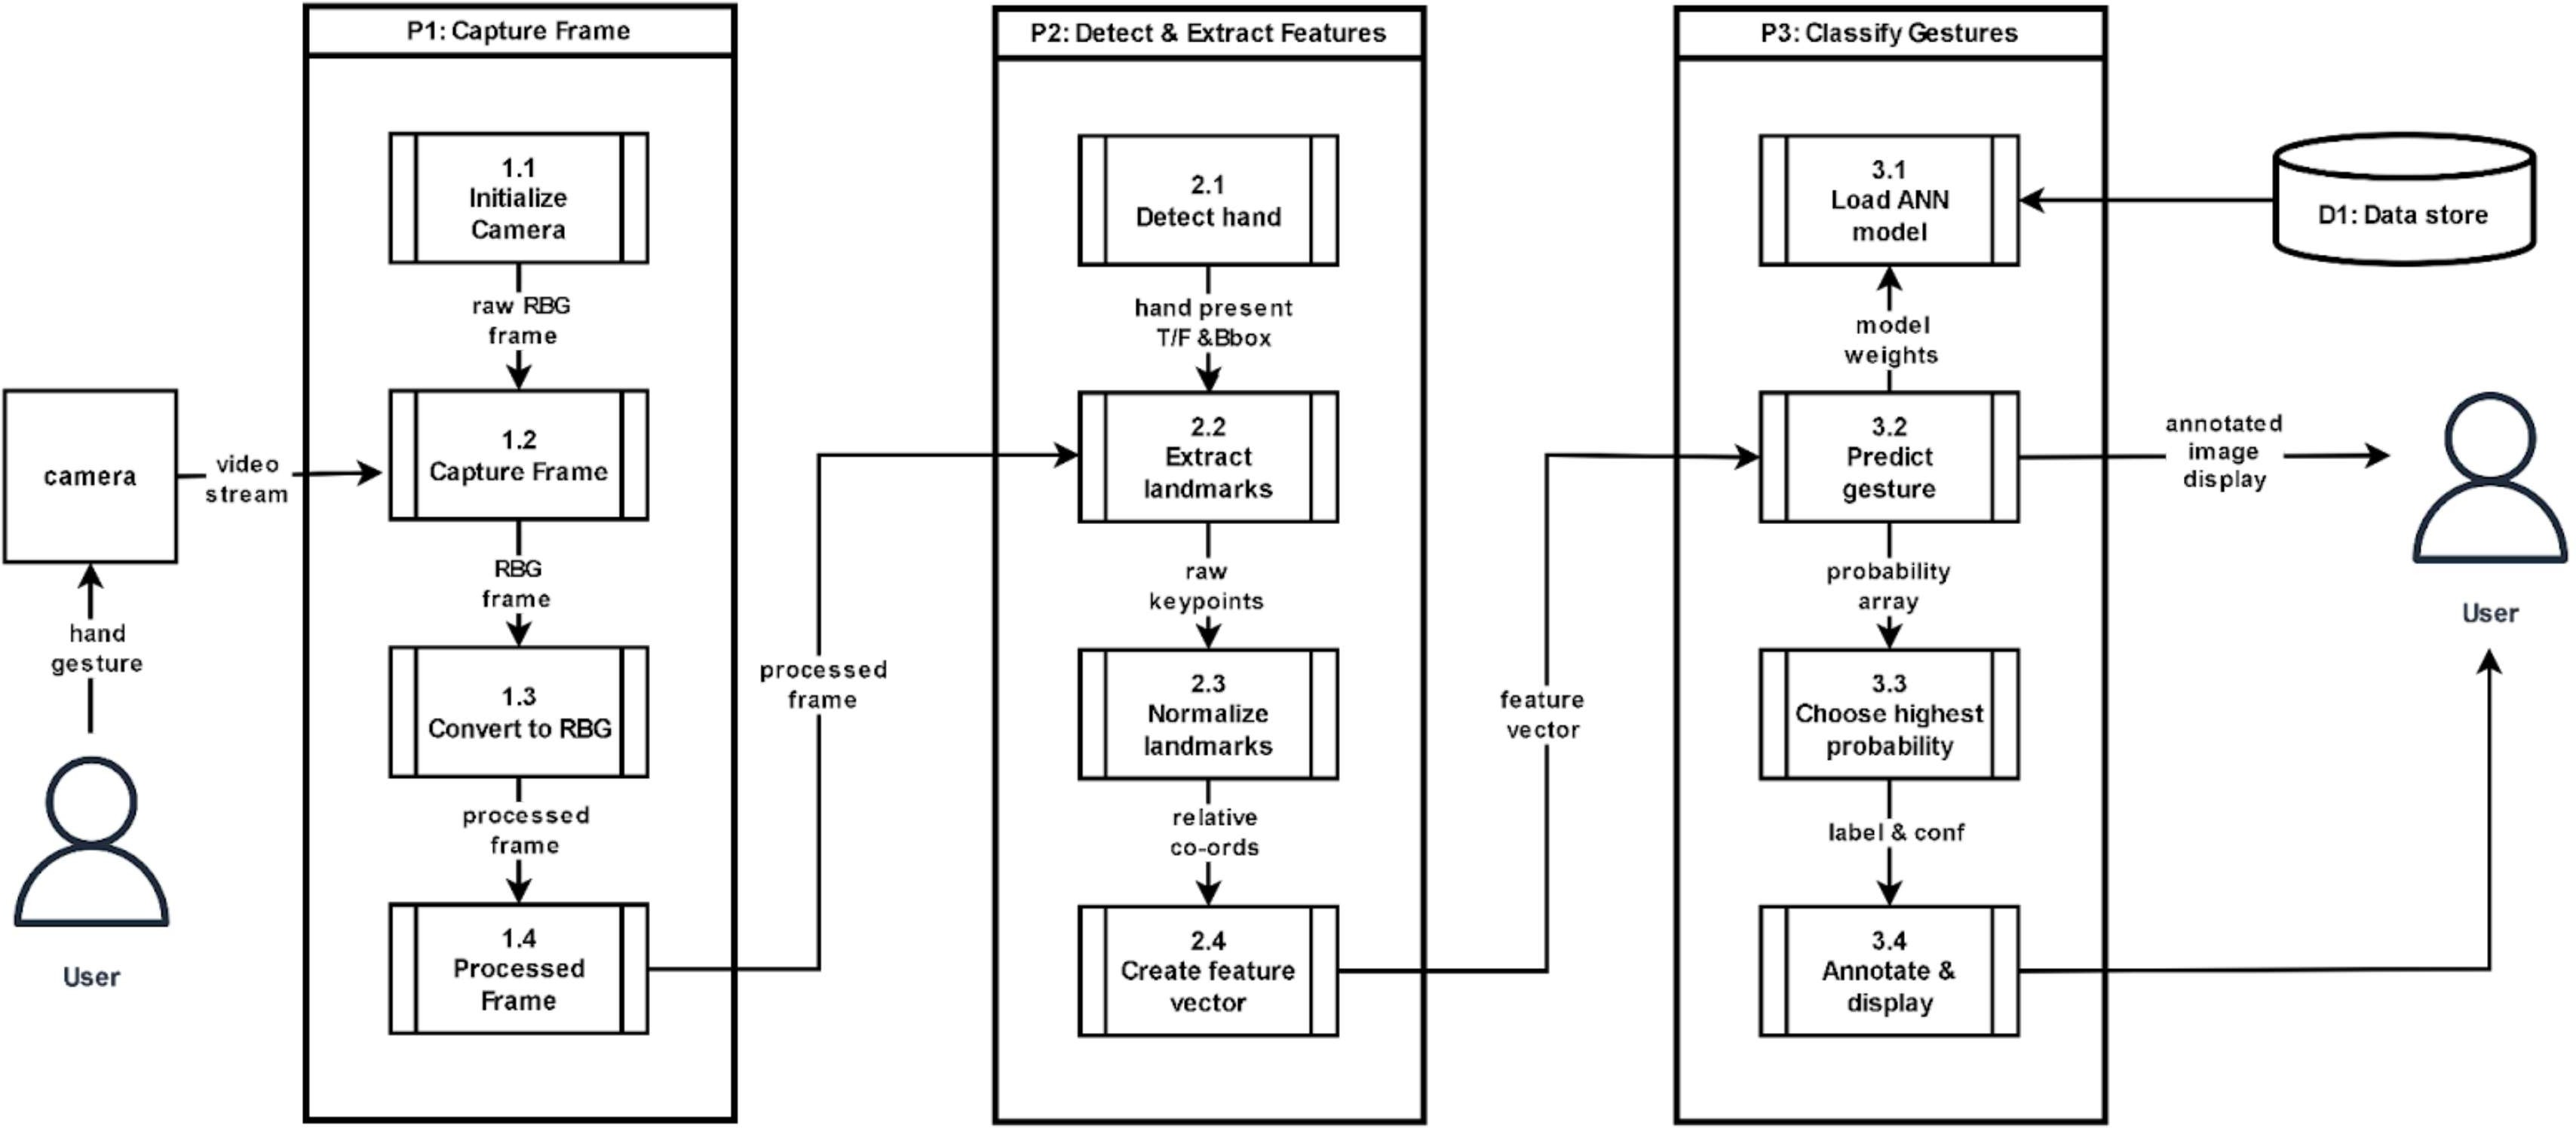 P1: Capture Frame
1.1
Initialize
Camera
raw RBG
frame
1.2
Capture Frame
RBG
frame
1.3
Convert to RBG
processed
frame
1.4
Processed
Frame
camera
video
stream
hand
gesture
User
processed
frame
P2: Detect & Extract Features
2.1
Detect hand
hand present
T/F &Bbox
2.2
Extract
landmarks
raw
keypoints
2.3
Normalize
landmarks
relative
co-ords
2.4
Create feature
vector
feature
vector
P3: Classify Gestures
3.1
Load ANN
model
model
weights
3.2
Predict
gesture
probability
array
3.3
Choose highest
probability
label & conf
3.4
Annotate &
display
D1: Data store
annotated
image
display
User